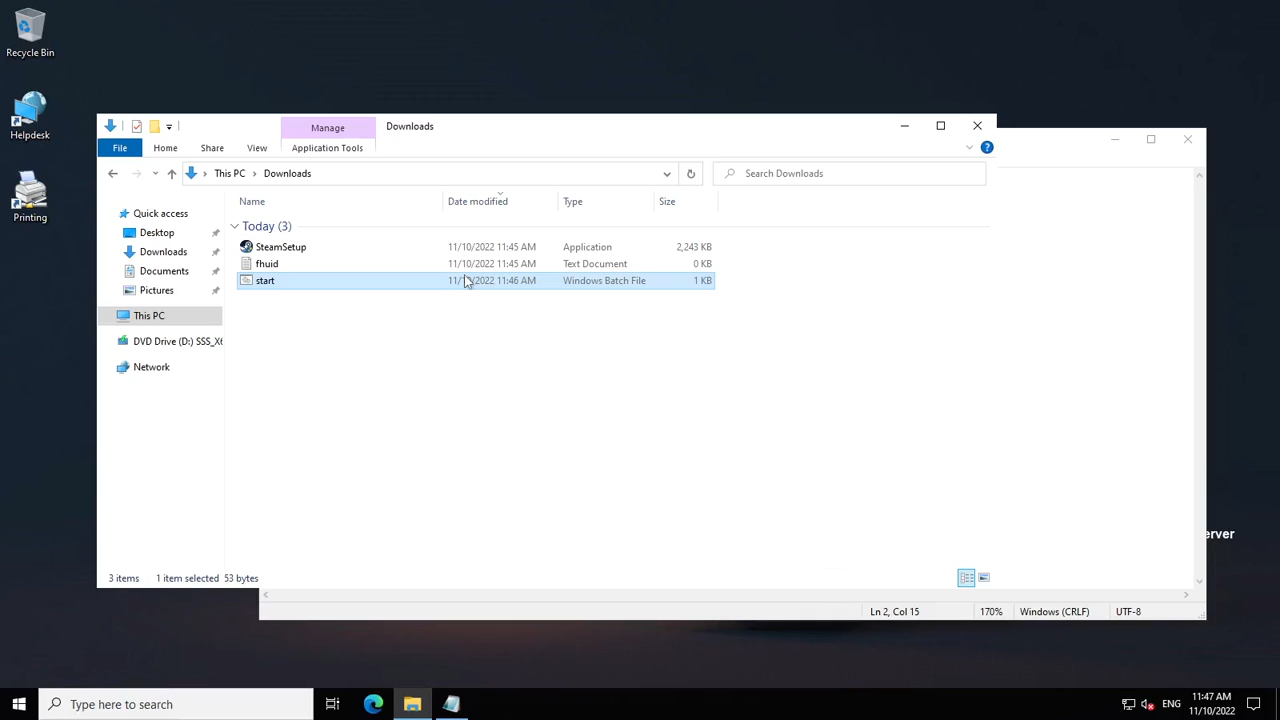 Recycle Bin
Helpdesk
Printing
Manage
Downloads
File
Home
Share
View
Application Tools
This PC
Downloads
Search Downloads
Name
Date modified
Type
Size
Quick access
Desktop
Downloads
Documents
Pictures
This PC
DVD Drive (D:) SSS_X6
Network
Today (3)
SteamSetup 11/10/2022 11:45 AM Application 2,243 KB
fhuid 11/10/2022 11:45 AM Text Document 0 KB
start 2022 11:46 AM Windows Batch File 1 KB
3 items 1 item selected 53 bytes
erver
Ln 2, Col 15 170% Windows (CRLF) UTF-8
Type here to search
ENG
11:47 AM
11/10/2022